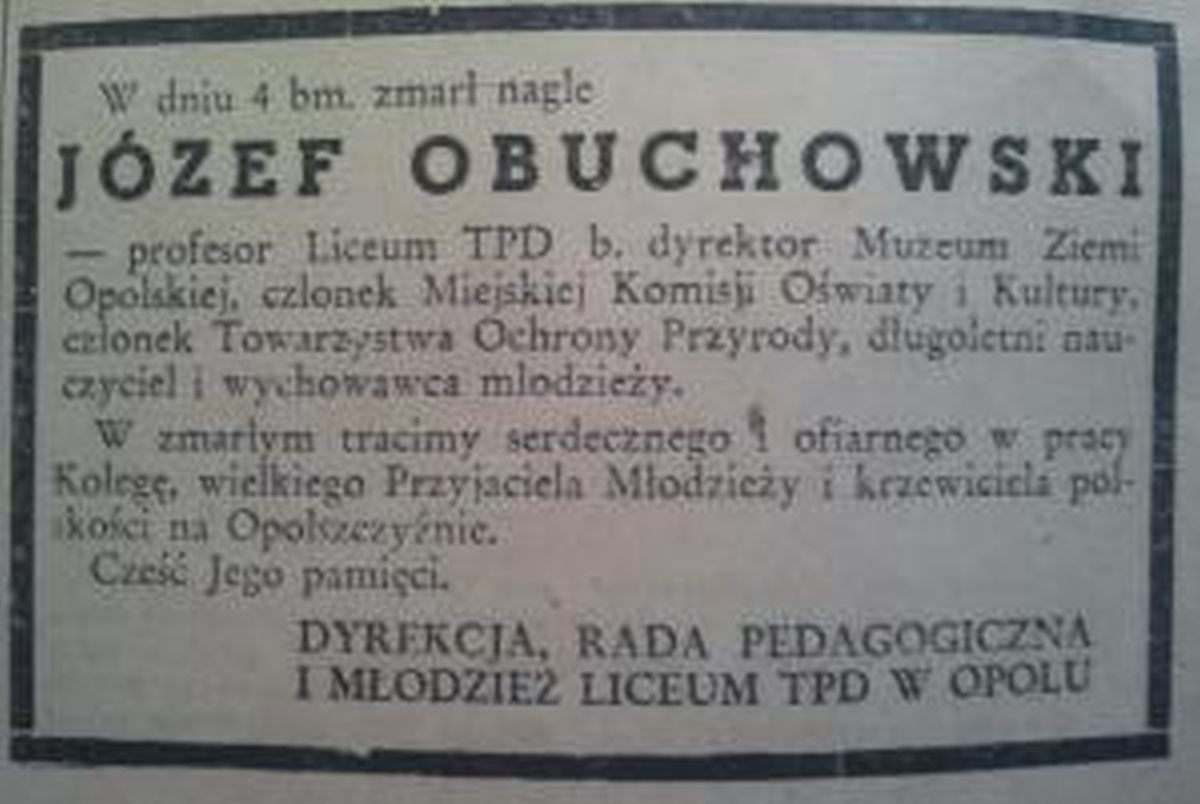 W dniu 4 bm. zmarł nagle
JÓZEF OBUCHOWSKI
— profesor Liceum TPD b. dyrektor Muzeum Ziemi
Opolskiej, członek Miejskiej Komisji Oświaty i Kultury,
członek Towarzystwa Ochrony Przyrody, długoletni nau-
czyciel i wychowawca młodzieży.
W zmarłym tracimy serdecznego i ofiarnego w pracy
Kolegę, wielkiego Przyjaciela Młodzieży i krzewiciela pol-
skości na Opolszczyźnie.
Cześć Jego pamięci.
DYREKCJA, RADA PEDAGOGICZNA
I MŁODZIEŻ LICEUM TPD W OPOLU